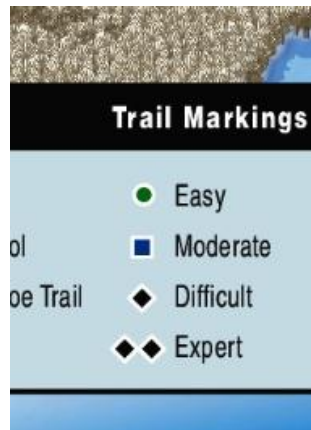 Trail Markings
Easy
ol Moderate
oe Trail Difficult
Expert